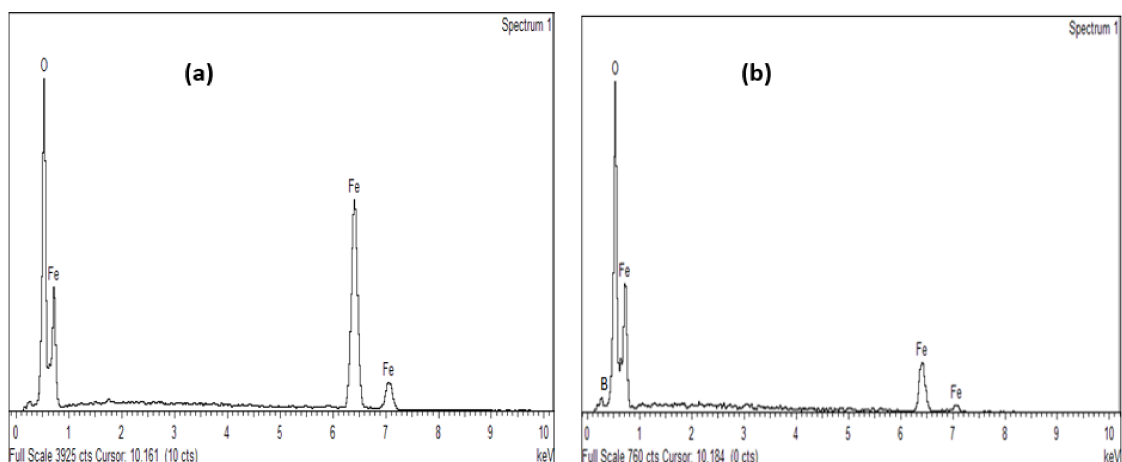 Spectrum 1
(a)
O
Fe
Fe
Fe
0 1 2 3 4 5 6 7 8 9 10
Full Scale 3925 cts Cursor: 10.161 (10 cts) keV
Spectrum 1
(b)
O
Fe
B
Fe
Fe
0 1 2 3 4 5 6 7 8 9 10
Full Scale 760 cts Cursor: 10.184 (0 cts) keV